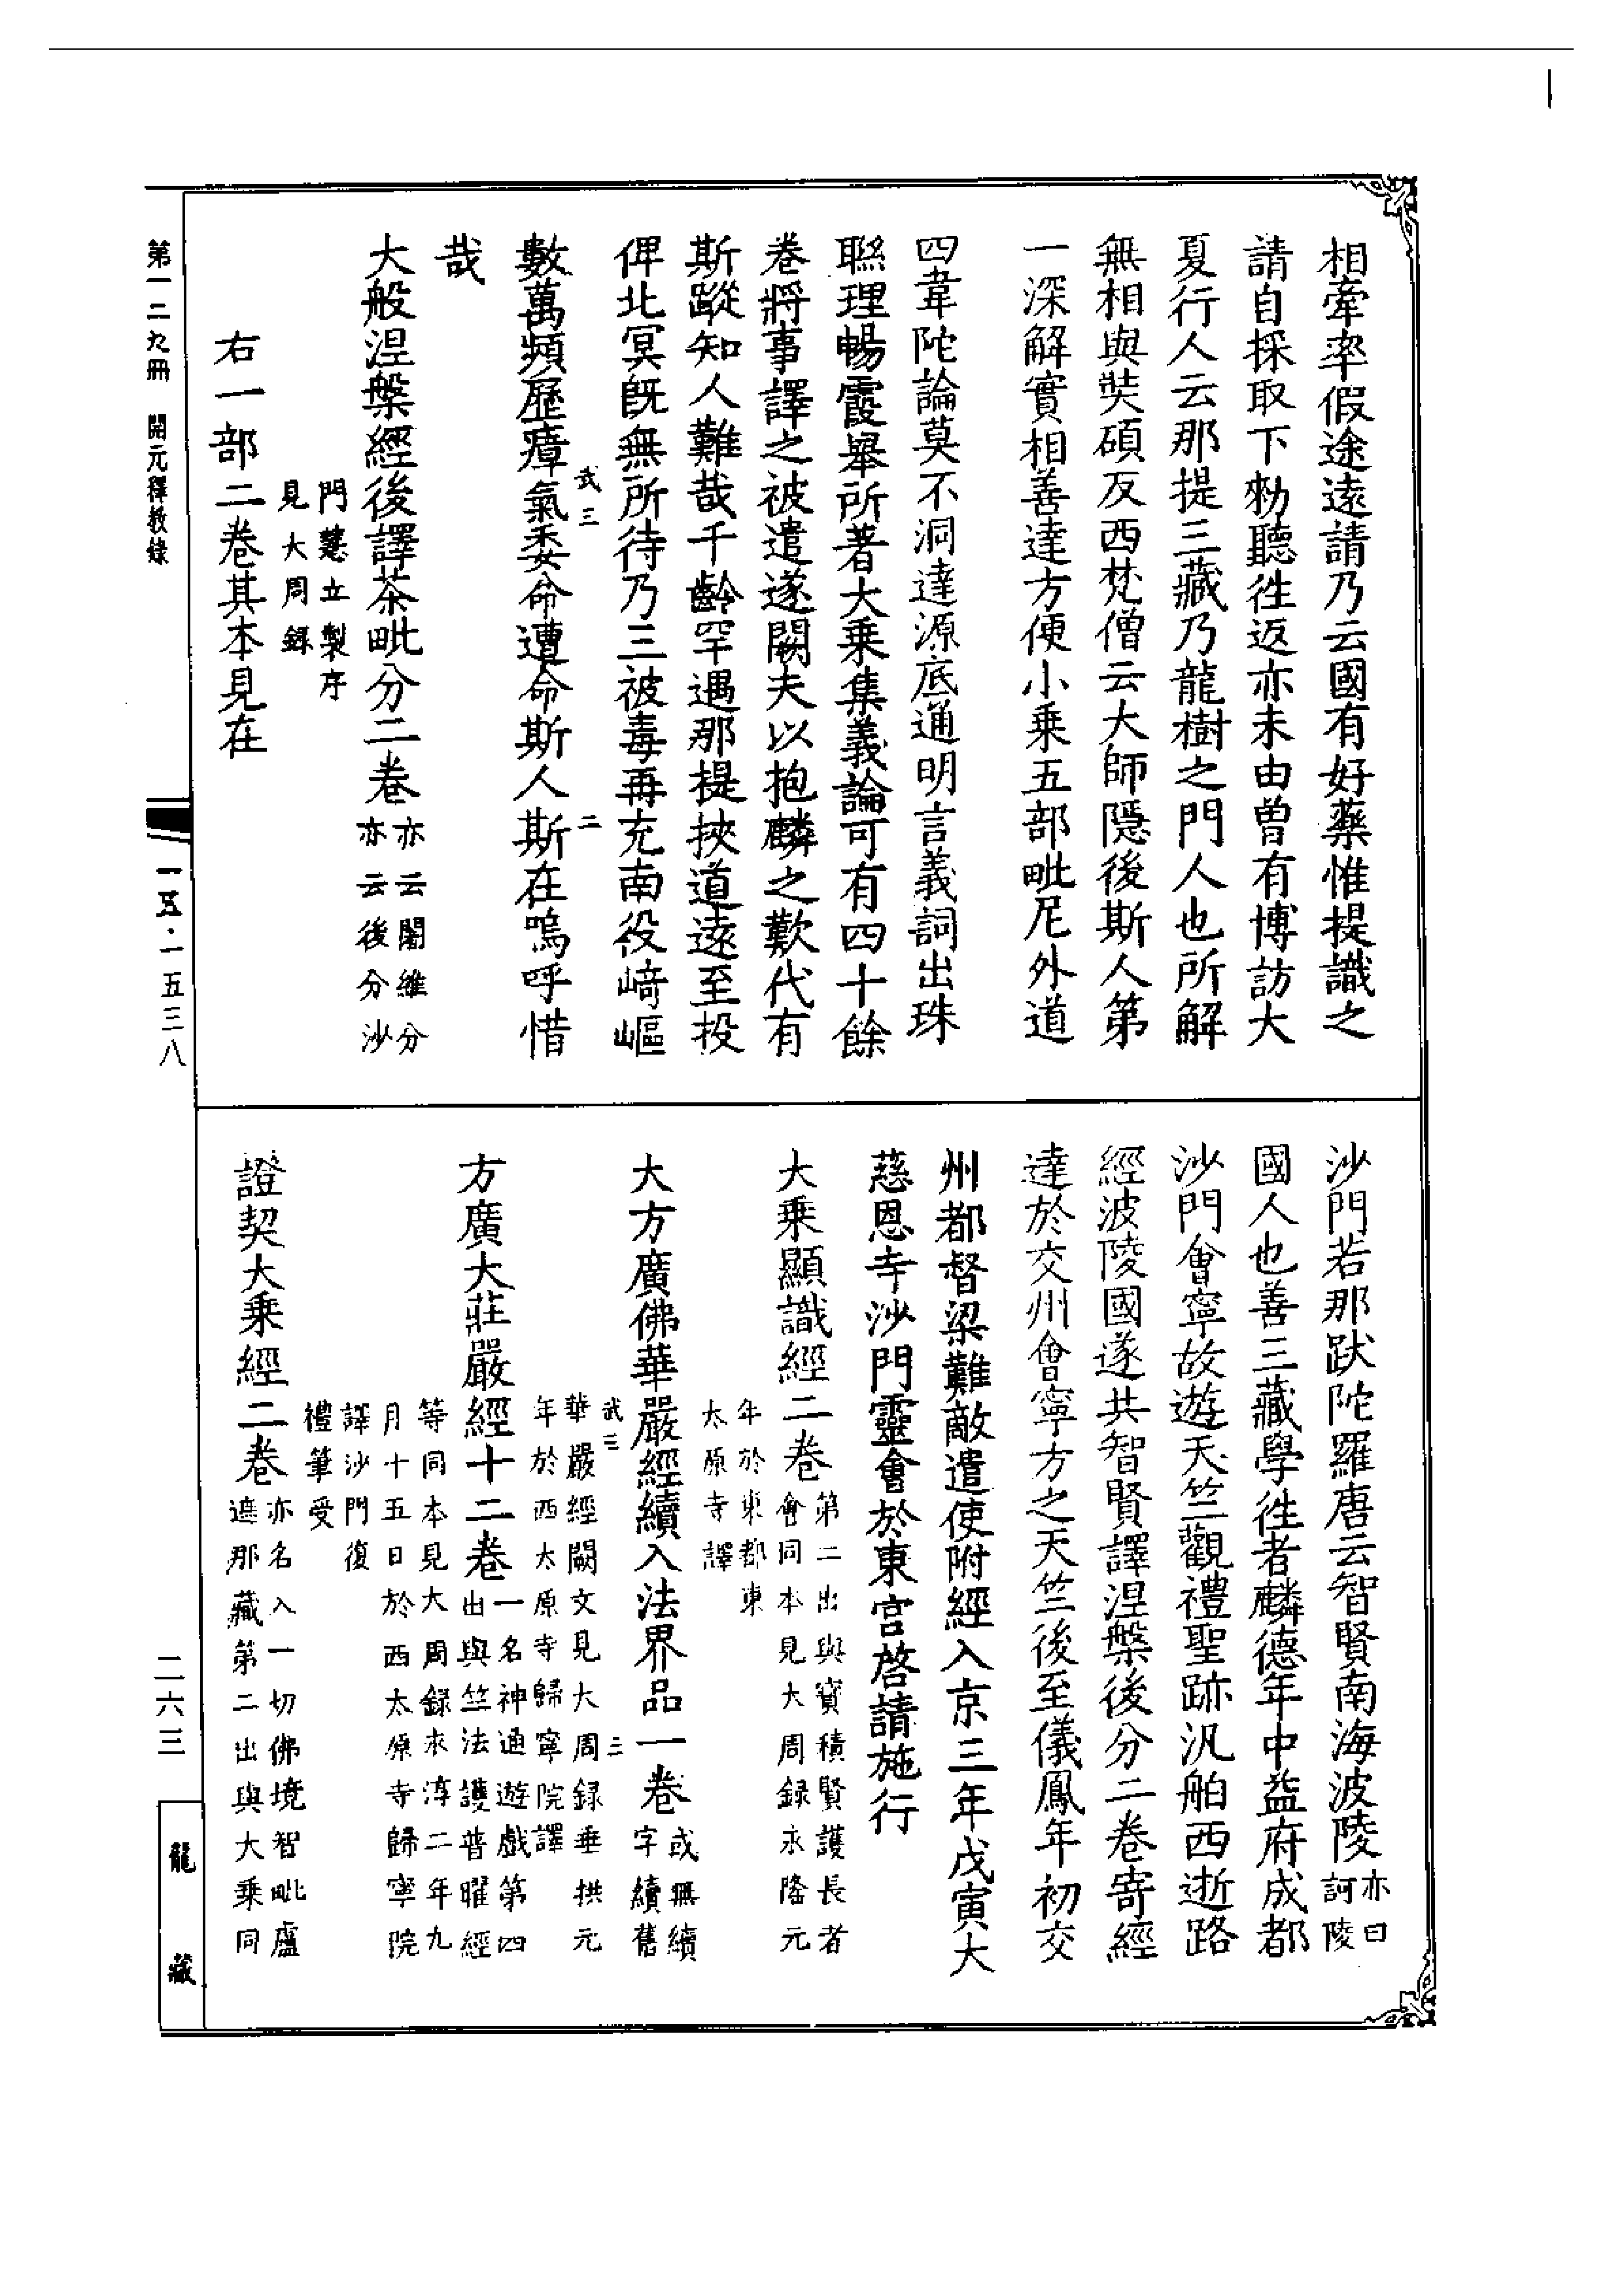 相牽率假途遠請乃云國有好藥惟提識之
請自採取下勑聽往返亦未由曾有博訪大
夏行人云那提三藏乃龍樹之門人也所解
無相與奘碩反西梵僧云大師隱後斯人第
一深解實相善達方便小乘五部毗尼外道
四韋陀論莫不洞達源底通明言義詞出珠
聯理暢霞舉所著大乘集義論可有四十餘
卷將事譯之被遣遂闕夫以抱麟之歎代有
斯蹤知人難哉千齡罕遇那提挾道遠至投
俾北冥旣無所待乃三被毒再充南役崎嶇
武三 二
數萬頻歷瘴氣委命遭命斯人斯在嗚呼惜
哉
大般涅槃經後譯茶毗分二卷亦云闍維分
亦云後分沙
門慧立製序
見大周錄
右一部二卷其本見在
沙門若那跋陀羅唐云智賢南海波陵亦曰
訶陵
國人也善三藏學往者麟德年中益府成都
沙門會寧故遊天竺觀禮聖跡汎舶西逝路
經波陵國遂共智賢譯涅槃後分二卷寄經
達於交州會寧方之天竺後至儀鳳年初交
州都督梁難敵遣使附經入京三年戊寅大
慈恩寺沙門靈會於東宮啓請施行
大乘顯識經二卷第二出與寶積賢護長者
會同本見大周錄永隆元
年於東都東
太原寺譯
大方廣佛華嚴經續入法界品一卷或無續
字續舊
武三 三
華嚴經闕文見大周錄垂拱元
年於西太原寺歸寧院譯
方廣大莊嚴經十二卷一名神通遊戲第四
出與竺法護普曜經
等同本見大周錄永淳二年九
月十五日於西太原寺歸寧院
譯沙門復
禮筆受
證契大乘經二卷亦名入一切佛境智毗盧
遮那藏第二出與大乘同
第一二九冊 開元釋教錄
一五·一五三八
二六三
龍藏